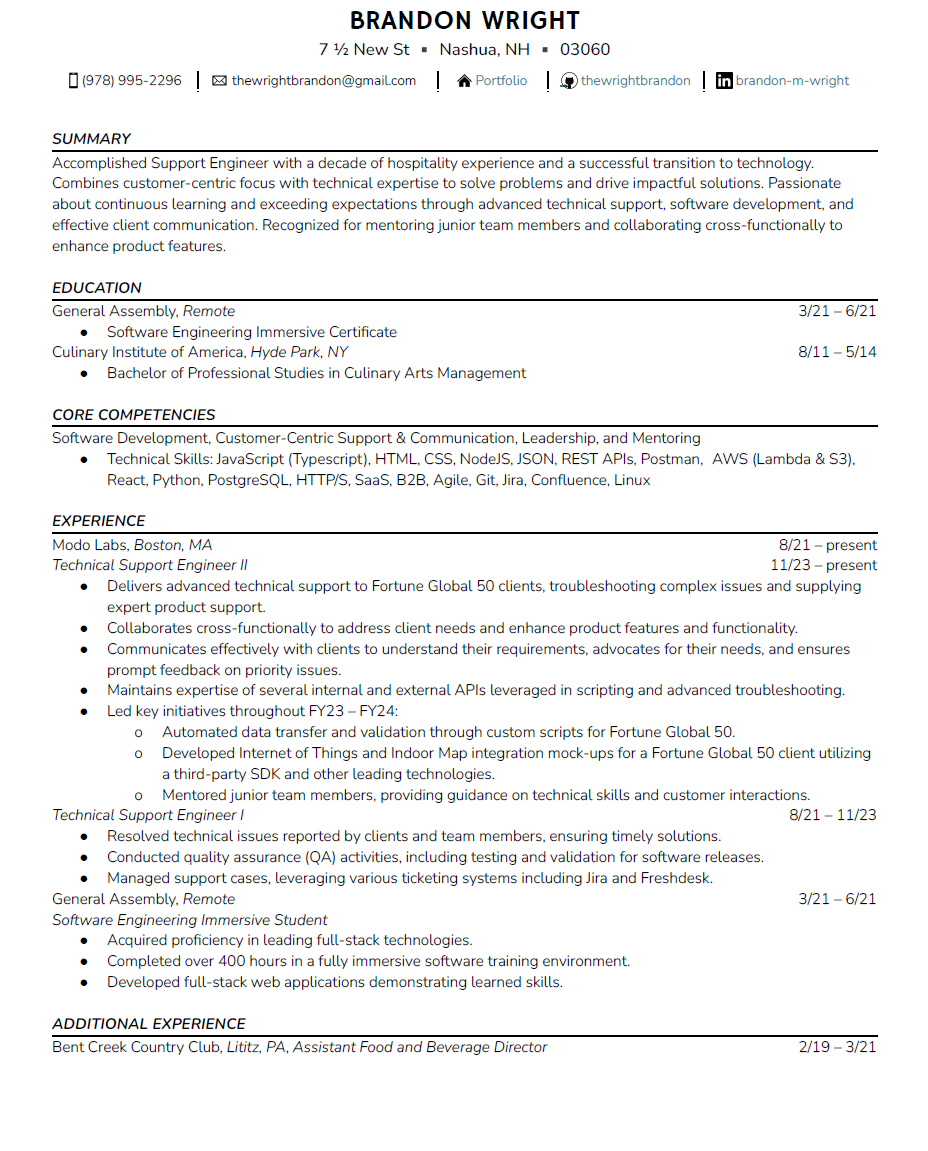 BRANDON WRIGHT
7 ½ New St ▪ Nashua, NH ▪ 03060
(978) 995-2296 | thewrightbrandon@gmail.com | Portfolio | thewrightbrandon | brandon-m-wright
SUMMARY
Accomplished Support Engineer with a decade of hospitality experience and a successful transition to technology.
Combines customer-centric focus with technical expertise to solve problems and drive impactful solutions. Passionate
about continuous learning and exceeding expectations through advanced technical support, software development, and
effective client communication. Recognized for mentoring junior team members and collaborating cross-functionally to
enhance product features.
EDUCATION
General Assembly, Remote 3/21 – 6/21
● Software Engineering Immersive Certificate
Culinary Institute of America, Hyde Park, NY 8/11 – 5/14
● Bachelor of Professional Studies in Culinary Arts Management
CORE COMPETENCIES
Software Development, Customer-Centric Support & Communication, Leadership, and Mentoring
● Technical Skills: JavaScript (Typescript), HTML, CSS, NodeJS, JSON, REST APIs, Postman, AWS (Lambda & S3),
React, Python, PostgreSQL, HTTP/S, SaaS, B2B, Agile, Git, Jira, Confluence, Linux
EXPERIENCE
Modo Labs, Boston, MA 8/21 – present
Technical Support Engineer II 11/23 – present
● Delivers advanced technical support to Fortune Global 50 clients, troubleshooting complex issues and supplying
expert product support.
● Collaborates cross-functionally to address client needs and enhance product features and functionality.
● Communicates effectively with clients to understand their requirements, advocates for their needs, and ensures
prompt feedback on priority issues.
● Maintains expertise of several internal and external APIs leveraged in scripting and advanced troubleshooting.
● Led key initiatives throughout FY23 – FY24:
o Automated data transfer and validation through custom scripts for Fortune Global 50.
o Developed Internet of Things and Indoor Map integration mock-ups for a Fortune Global 50 client utilizing
a third-party SDK and other leading technologies.
o Mentored junior team members, providing guidance on technical skills and customer interactions.
Technical Support Engineer I 8/21 – 11/23
● Resolved technical issues reported by clients and team members, ensuring timely solutions.
● Conducted quality assurance (QA) activities, including testing and validation for software releases.
● Managed support cases, leveraging various ticketing systems including Jira and Freshdesk.
General Assembly, Remote 3/21 – 6/21
Software Engineering Immersive Student
● Acquired proficiency in leading full-stack technologies.
● Completed over 400 hours in a fully immersive software training environment.
● Developed full-stack web applications demonstrating learned skills.
ADDITIONAL EXPERIENCE
Bent Creek Country Club, Lititz, PA, Assistant Food and Beverage Director 2/19 – 3/21